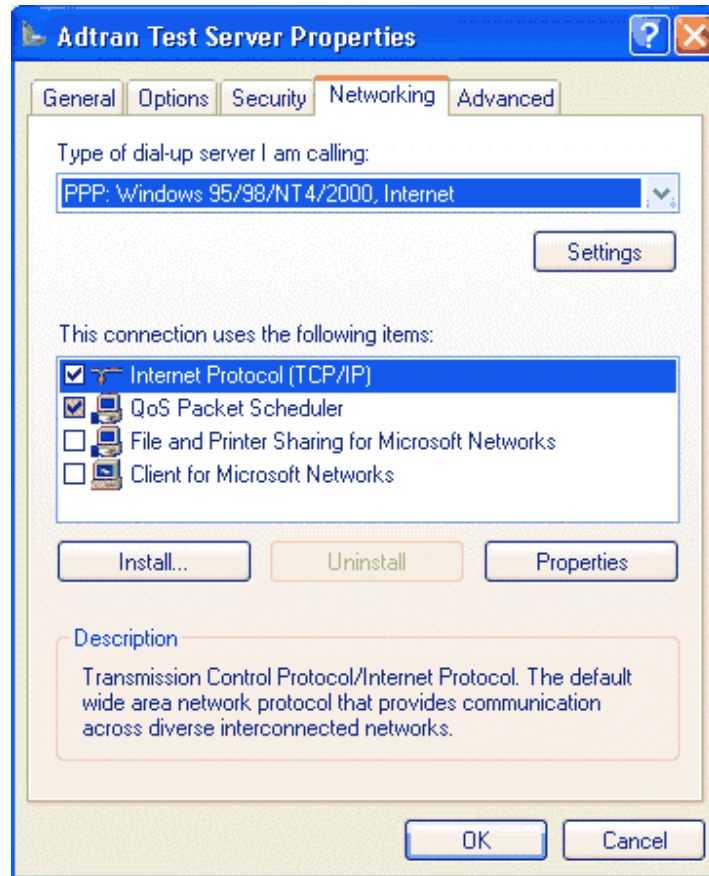 Adtran Test Server Properties
General Options Security Networking Advanced
Type of dial-up server I am calling:
PPP: Windows 95/98/NT4/2000, Internet
Settings
This connection uses the following items:
Internet Protocol (TCP/IP)
QoS Packet Scheduler
File and Printer Sharing for Microsoft Networks
Client for Microsoft Networks
Install... Uninstall Properties
Description
Transmission Control Protocol/Internet Protocol. The default
wide area network protocol that provides communication
across diverse interconnected networks.
OK Cancel